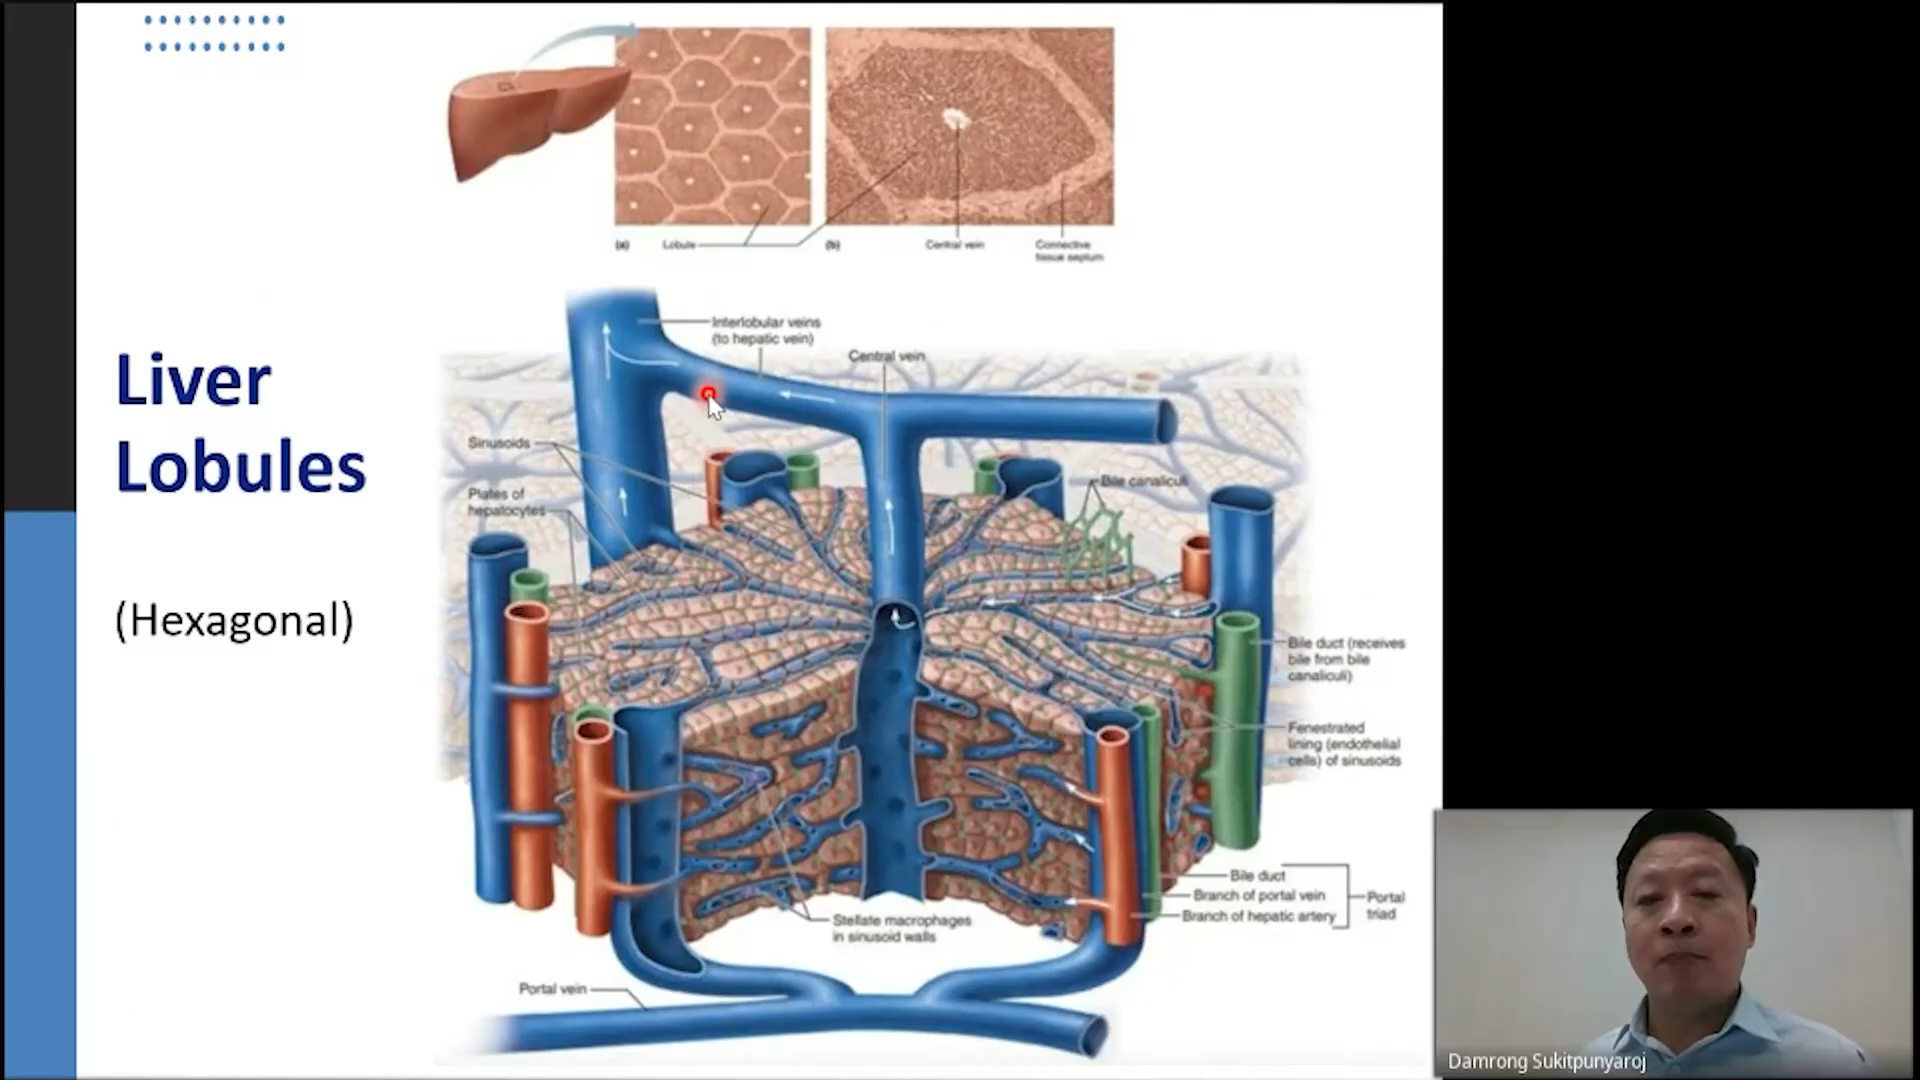 Liver
Lobules
(Hexagonal)
(a)
Lobule
(b)
Central vein
Connective
tissue septum
Interlobular veins
(to hepatic vein)
Central vein
Sinusoids
Plates of
hepatocytes
Bile canaliculi
Bile duct (receives
bile from bile
canaliculi)
Fenestrated
lining (endothelial
cells) of sinusoids
Bile duct
Branch of portal vein
Branch of hepatic artery
Portal
triad
Stellate macrophages
in sinusoid walls
Portal vein
Damrong Sukitpunyaroj